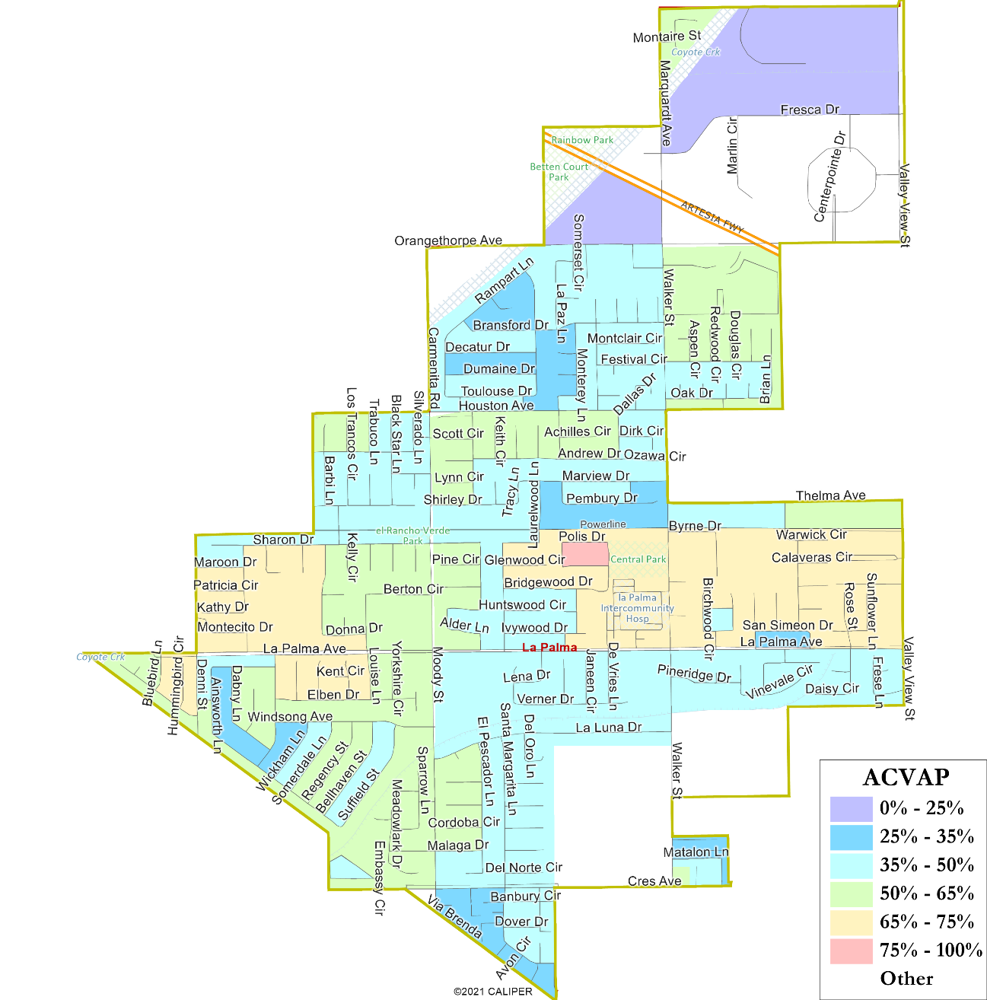 Montaire St
Coyote Crk
Marquardt Ave
Fresca Dr
Marlin Cir
Centerpointe Dr
Valley View St
Rainbow Park
Betten Court
Park
ARTESIA FWY
Orangethorpe Ave
Somerset Cir
Rampart Ln
La Paz Ln
Walker St
Bransford Dr
Montclair Cir
Aspen Cir
Redwood Cir
Douglas Cir
Carmenita Rd
Decatur Dr
Monterey Ln
Festival Cir
Dumaine Dr
Brian Ln
Toulouse Dr
Dallas Dr
Oak Dr
Houston Ave
Los Trancos Cir
Trabuco Ln
Black Star Ln
Silverado Ln
Scott Cir
Keith Cir
Achilles Cir
Dirk Cir
Andrew Dr
Ozawa Cir
Barbi Ln
Lynn Cir
Tracy Ln
Laurelwood Ln
Marview Dr
Shirley Dr
Pembury Dr
Thelma Ave
Powerline
Byrne Dr
el Rancho Verde
Park
Sharon Dr
Kelly Cir
Polis Dr
Warwick Cir
Maroon Dr
Pine Cir
Glenwood Cir
Central Park
Calaveras Cir
Patricia Cir
Berton Cir
Bridgewood Dr
Birchwood Cir
Rose St
Sunflower Ln
Kathy Dr
Huntswood Cir
la Palma
Intercommunity
Hosp
Montecito Dr
Donna Dr
Alder Ln
Ivywood Dr
San Simeon Dr
La Palma Ave
La Palma
La Palma Ave
Valley View St
Coyote Crk
Bluebird Ln
Hummingbird Cir
Denni St
Ainsworth Ln
Dabny Ln
Kent Cir
Louise Ln
Yorkshire Cir
Moody St
Lena Dr
Janeen Cir
De Vries Ln
Pineridge Dr
Vinevale Cir
Daisy Cir
Frese Ln
Elben Dr
Verner Dr
Windsong Ave
La Luna Dr
Wickham Ln
Somerdale Ln
Regency St
Bellhaven St
Suffield St
Sparrow Ln
El Pescador Ln
Santa Margarita Ln
Del Oro Ln
Walker St
Meadowlark Dr
Embassy Cir
Cordoba Cir
Malaga Dr
Matalon Ln
Del Norte Cir
Cres Ave
Via Brenda
Banbury Cir
Dover Dr
Avon Cir
©2021 CALIPER
ACVAP
0% - 25%
25% - 35%
35% - 50%
50% - 65%
65% - 75%
75% - 100%
Other